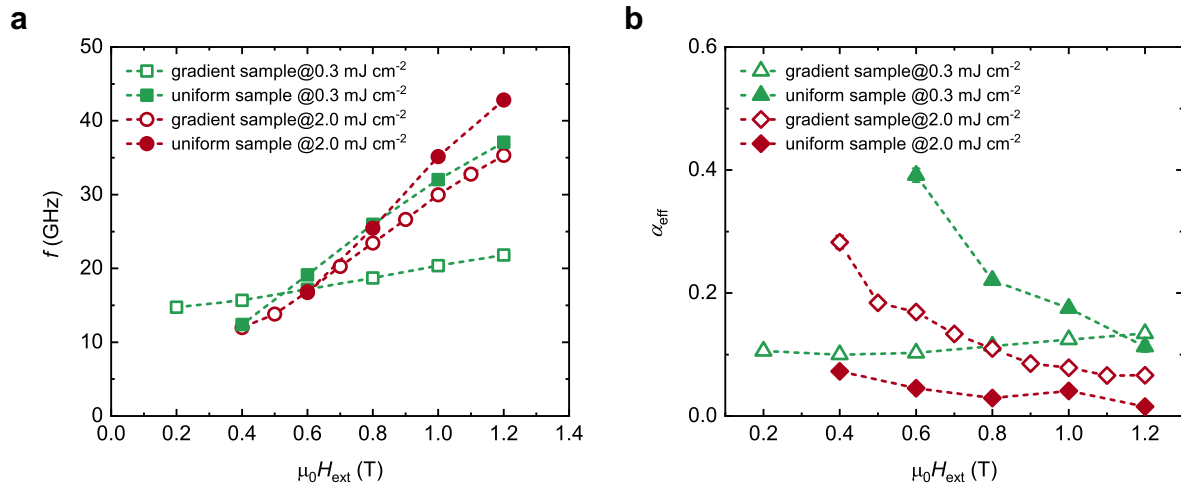 a
50
40
30
20
10
0
f (GHz)
gradient sample@0.3 mJ cm⁻²
uniform sample @0.3 mJ cm⁻²
gradient sample@2.0 mJ cm⁻²
uniform sample @2.0 mJ cm⁻²
0.0 0.2 0.4 0.6 0.8 1.0 1.2 1.4
μ₀Hₑₓₜ (T)
b
0.6
0.4
0.2
0.0
αeff
gradient sample@0.3 mJ cm⁻²
uniform sample @0.3 mJ cm⁻²
gradient sample@2.0 mJ cm⁻²
uniform sample @2.0 mJ cm⁻²
0.2 0.4 0.6 0.8 1.0 1.2
μ₀Hₑₓₜ (T)